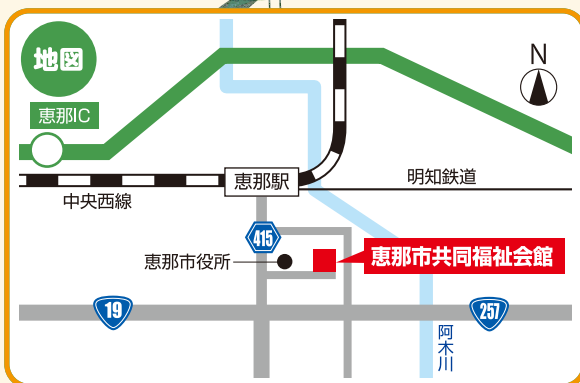 地図
N
恵那IC
恵那駅
明知鉄道
中央西線
415
恵那市役所
恵那市共同福祉会館
19
257
阿木川